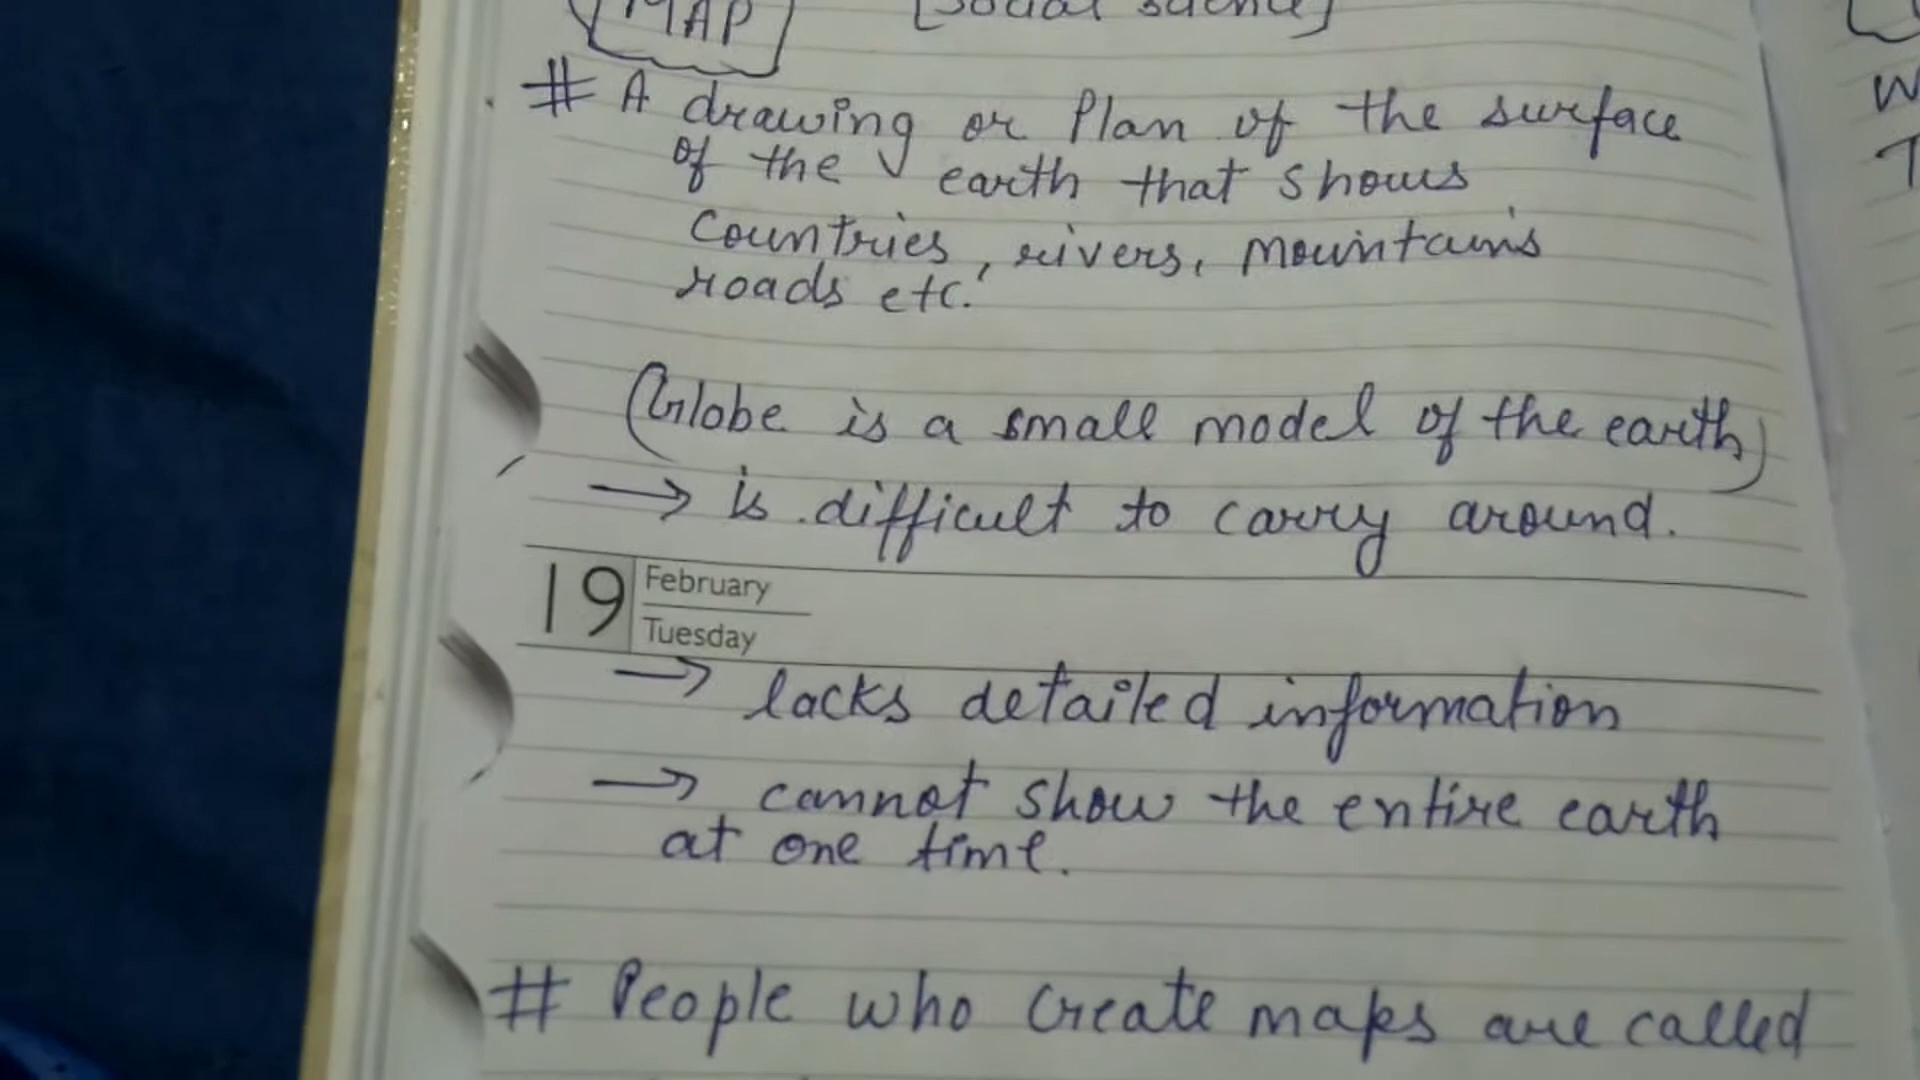 MAP [Social science]
# A drawing or Plan of the surface
of the earth that shows
Countries, rivers, mountains
roads etc.
(Globe is a small model of the earth)
→ is difficult to carry around.
19 February
Tuesday
→ lacks detailed information
→ cannot show the entire earth
at one time.
# People who create maps are called